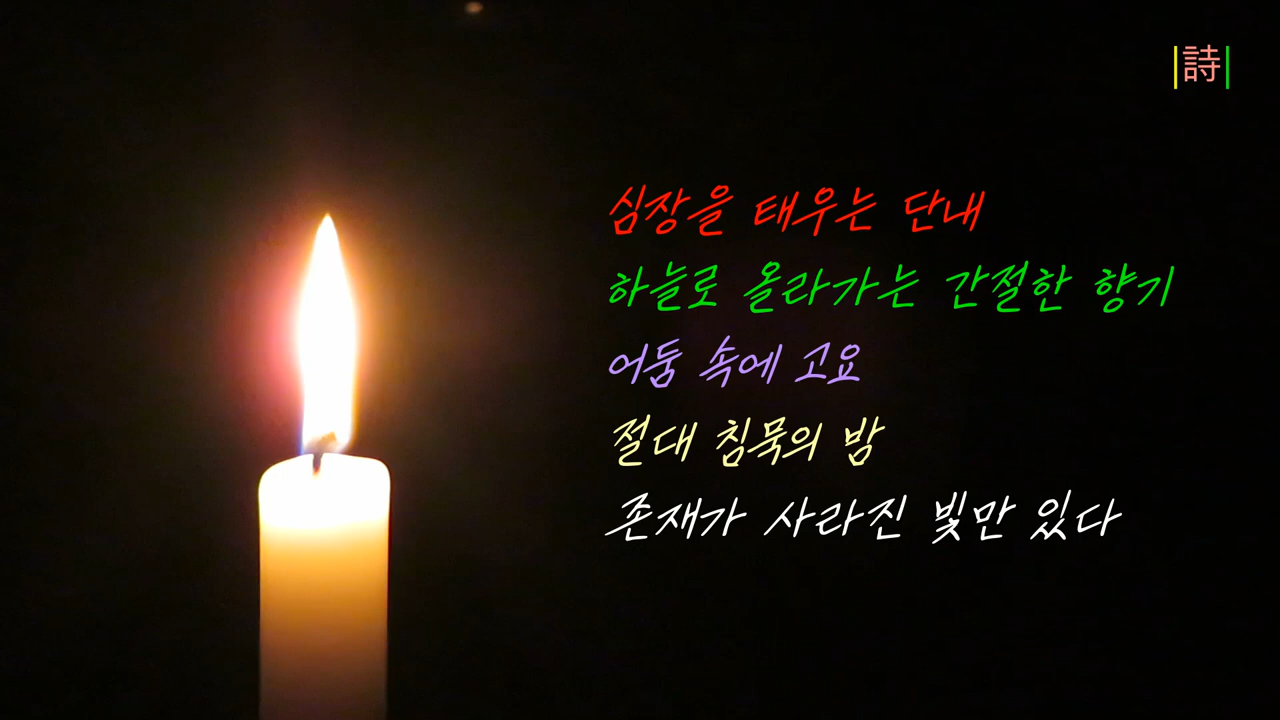 |詩|
심장을 태우는 단내
하늘로 올라가는 간절한 향기
어둠 속에 고요
절대 침묵의 밤
존재가 사라진 빛만 있다